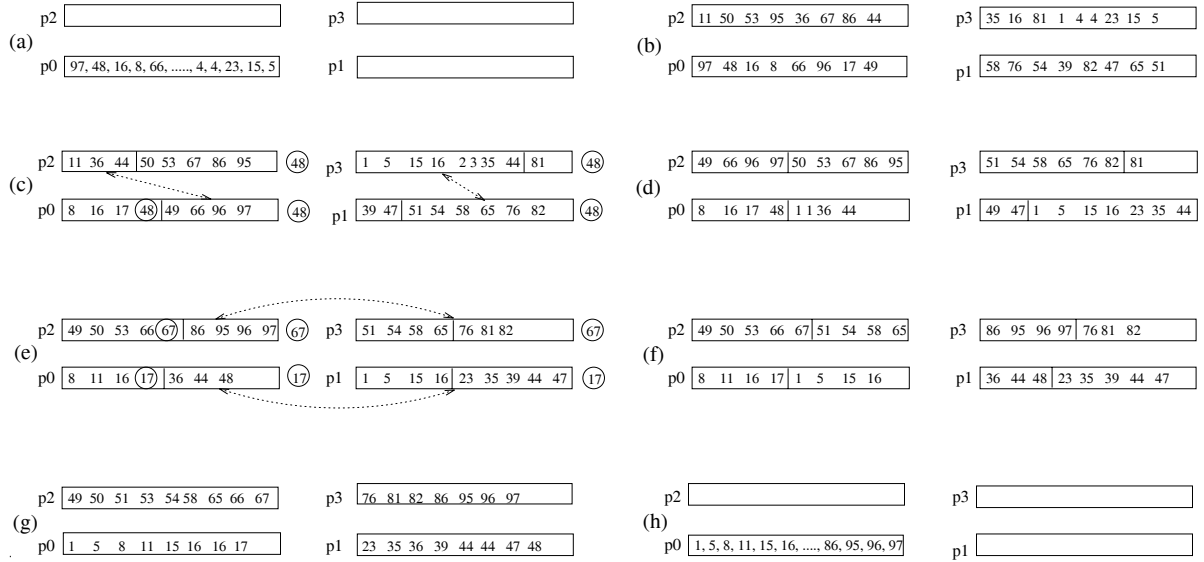 p2
p3
(a)
p0 97, 48, 16, 8, 66, ....., 4, 4, 23, 15, 5
p1
p2 11 50 53 95 36 67 86 44
p3 35 16 81 1 4 4 23 15 5
(b)
p0 97 48 16 8 66 96 17 49
p1 58 76 54 39 82 47 65 51
p2 11 36 44 50 53 67 86 95 48
p3 1 5 15 16 2 3 35 44 81 48
(c)
p0 8 16 17 48 49 66 96 97 48
p1 39 47 51 54 58 65 76 82 48
p2 49 66 96 97 50 53 67 86 95
p3 51 54 58 65 76 82 81
(d)
p0 8 16 17 48 1 1 36 44
p1 49 47 1 5 15 16 23 35 44
p2 49 50 53 66 67 86 95 96 97 67
p3 51 54 58 65 76 81 82 67
(e)
p0 8 11 16 17 36 44 48 17
p1 1 5 15 16 23 35 39 44 47 17
p2 49 50 53 66 67 51 54 58 65
p3 86 95 96 97 76 81 82
(f)
p0 8 11 16 17 1 5 15 16
p1 36 44 48 23 35 39 44 47
p2 49 50 51 53 54 58 65 66 67
p3 76 81 82 86 95 96 97
(g)
p0 1 5 8 11 15 16 16 17
p1 23 35 36 39 44 44 47 48
p2
p3
(h)
p0 1, 5, 8, 11, 15, 16, ...., 86, 95, 96, 97
p1